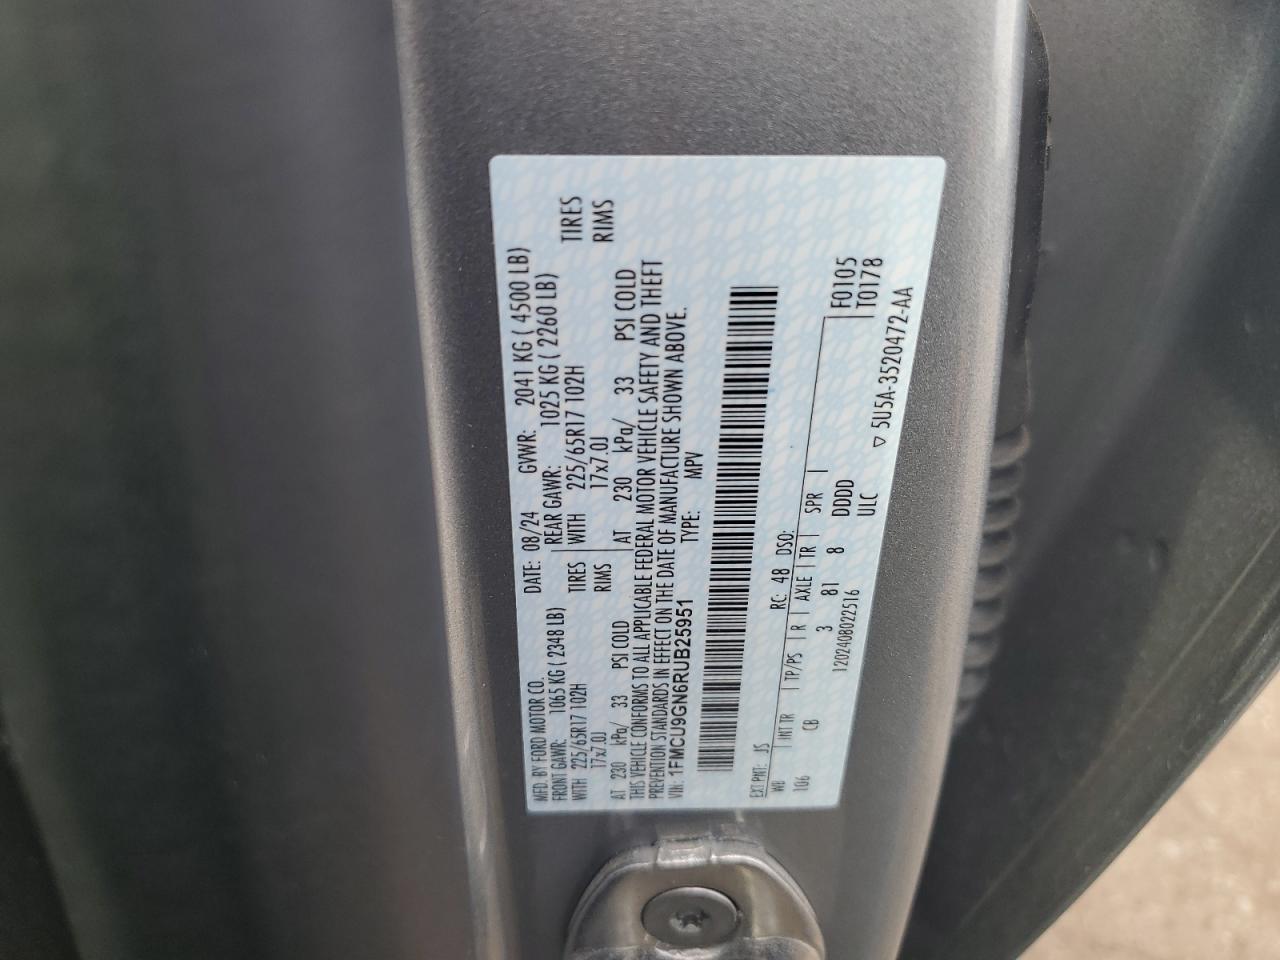 MFD. BY FORD MOTOR CO.
DATE: 08/24 GVWR: 2041 KG ( 4500 LB)
FRONT GAWR: 1065 KG ( 2348 LB) REAR GAWR: 1025 KG ( 2260 LB)
WITH 225/65R17 102H TIRES WITH 225/65R17 102H TIRES
17x7.0J RIMS 17x7.0J RIMS
AT 230 kPa/ 33 PSI COLD AT 230 kPa/ 33 PSI COLD
THIS VEHICLE CONFORMS TO ALL APPLICABLE FEDERAL MOTOR VEHICLE SAFETY AND THEFT
PREVENTION STANDARDS IN EFFECT ON THE DATE OF MANUFACTURE SHOWN ABOVE.
VIN: 1FMCU9GN6RUB25951 TYPE: MPV
EXT PNT: JS RC: 48 DSO: F0105
WB INT TR TP/PS R AXLE TR SPR T0178
106 CB 3 81 8 DDDD
1202408022516 ULC
▽ 5U5A-3520472-AA